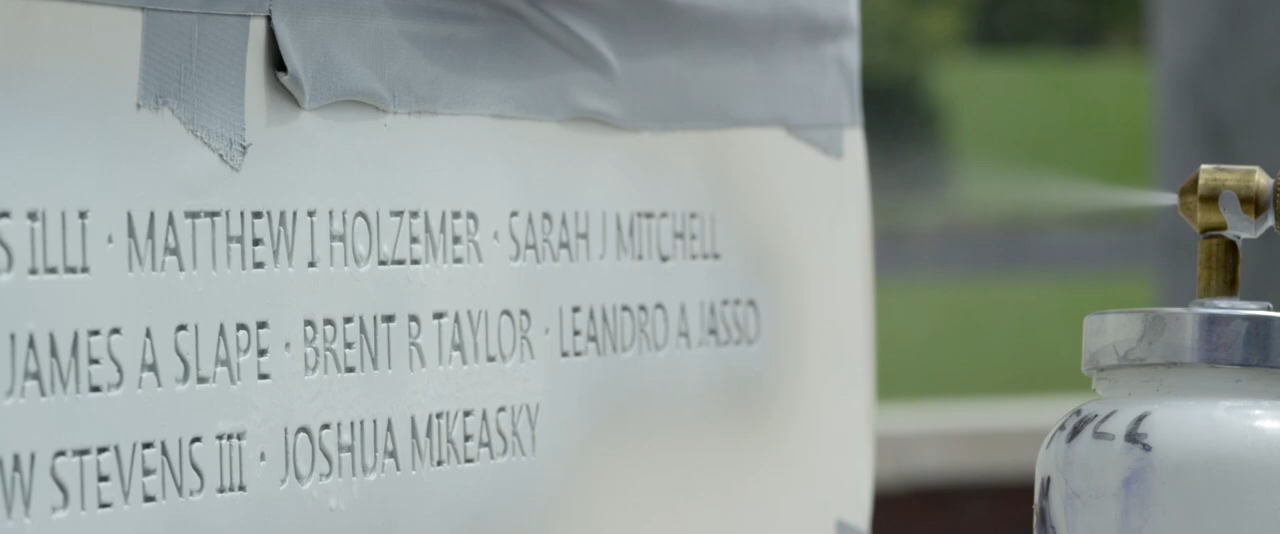 S ILLI · MATTHEW I HOLZEMER · SARAH J MITCHELL
JAMES A SLAPE · BRENT R TAYLOR · LEANDRO A JASSO
W STEVENS III · JOSHUA MIKEASKY